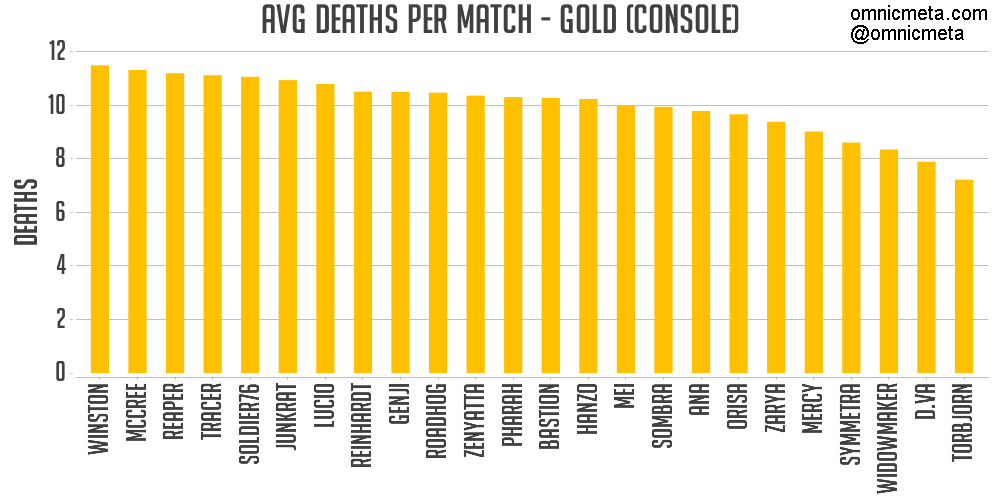 AVG DEATHS PER MATCH - GOLD (CONSOLE)
omnicmeta.com
@omnicmeta
DEATHS
12
10
8
6
4
2
0
WINSTON
MCCREE
REAPER
TRACER
SOLDIER76
JUNKRAT
LUCIO
REINHARDT
GENJI
ROADHOG
ZENYATTA
PHARAH
BASTION
HANZO
MEI
SOMBRA
ANA
ORISA
ZARYA
MERCY
SYMMETRA
WIDOWMAKER
D.VA
TORBJORN